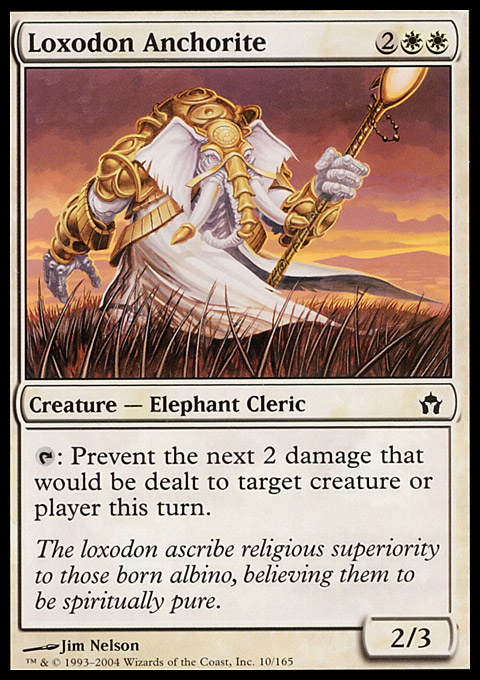 Loxodon Anchorite 2
Creature — Elephant Cleric
: Prevent the next 2 damage that
would be dealt to target creature or
player this turn.
The loxodon ascribe religious superiority
to those born albino, believing them to
be spiritually pure.
Jim Nelson
2/3
™ & © 1993–2004 Wizards of the Coast, Inc. 10/165